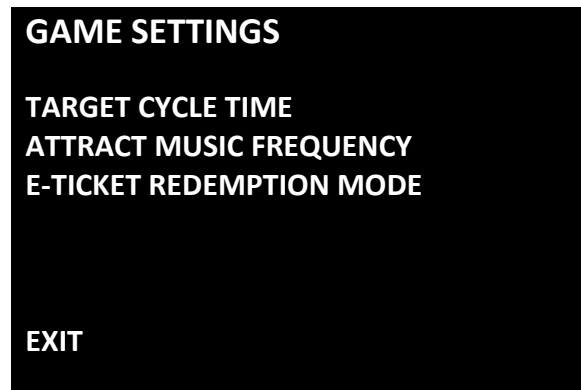 GAME SETTINGS
TARGET CYCLE TIME
ATTRACT MUSIC FREQUENCY
E-TICKET REDEMPTION MODE
EXIT